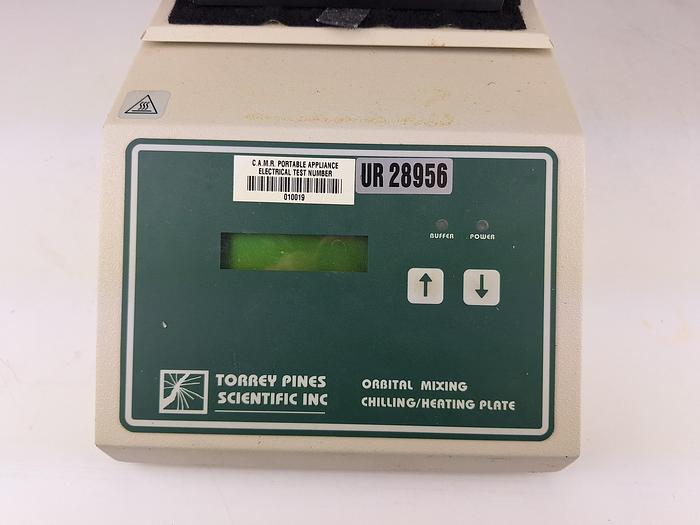 C.A.M.R. PORTABLE APPLIANCE
ELECTRICAL TEST NUMBER
010019
UR 28956
BUFFER
POWER
TORREY PINES
SCIENTIFIC INC
ORBITAL MIXING
CHILLING/HEATING PLATE